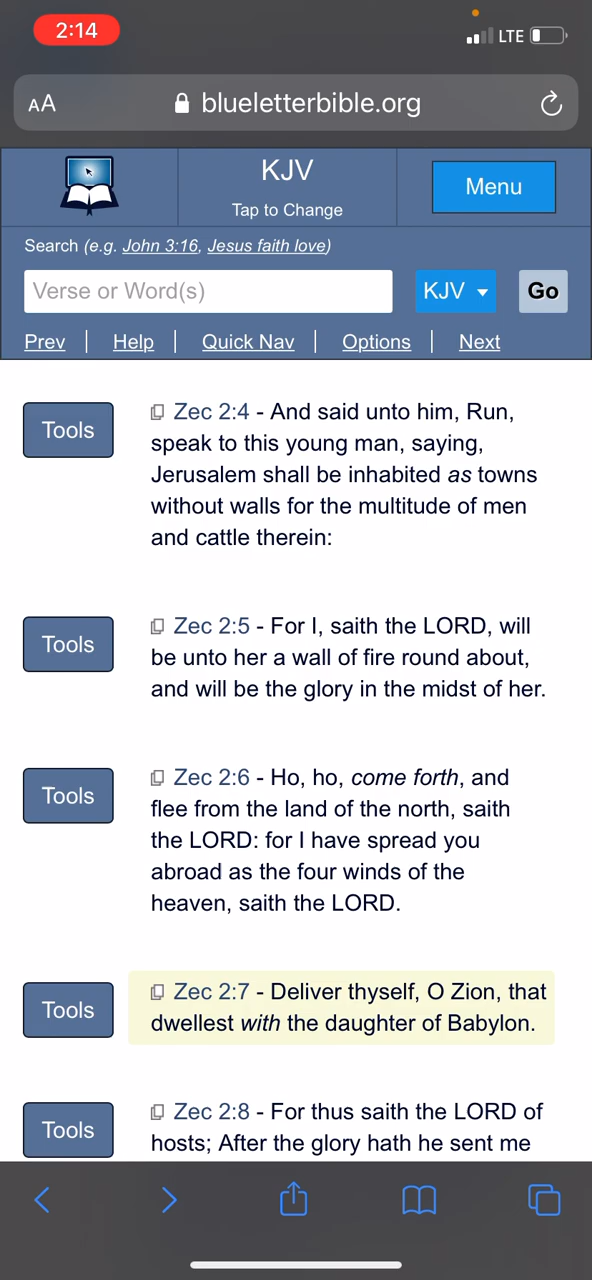 2:14
LTE
AA
blueletterbible.org
KJV
Tap to Change
Menu
Search (e.g. John 3:16, Jesus faith love)
Verse or Word(s)
KJV
Go
Prev | Help | Quick Nav | Options | Next
Tools
Zec 2:4 - And said unto him, Run,
speak to this young man, saying,
Jerusalem shall be inhabited as towns
without walls for the multitude of men
and cattle therein:
Tools
Zec 2:5 - For I, saith the LORD, will
be unto her a wall of fire round about,
and will be the glory in the midst of her.
Tools
Zec 2:6 - Ho, ho, come forth, and
flee from the land of the north, saith
the LORD: for I have spread you
abroad as the four winds of the
heaven, saith the LORD.
Tools
Zec 2:7 - Deliver thyself, O Zion, that
dwellest with the daughter of Babylon.
Tools
Zec 2:8 - For thus saith the LORD of
hosts; After the glory hath he sent me